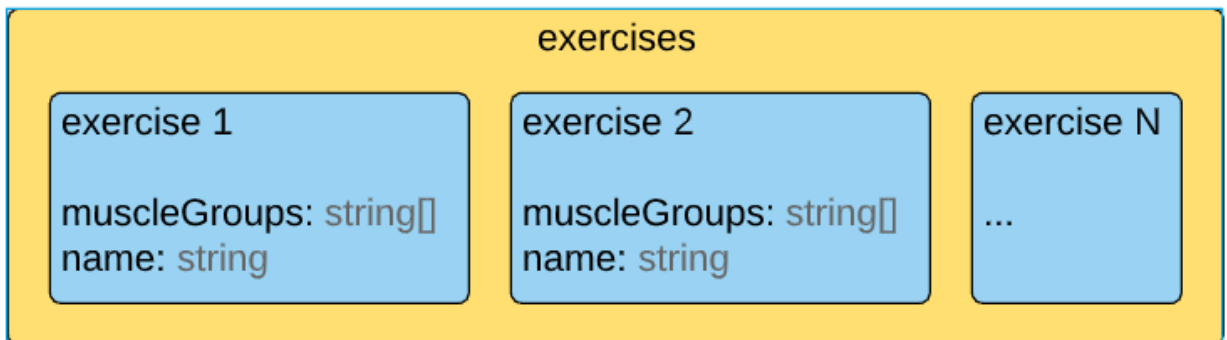 exercises
exercise 1
muscleGroups: string[]
name: string
exercise 2
muscleGroups: string[]
name: string
exercise N
...